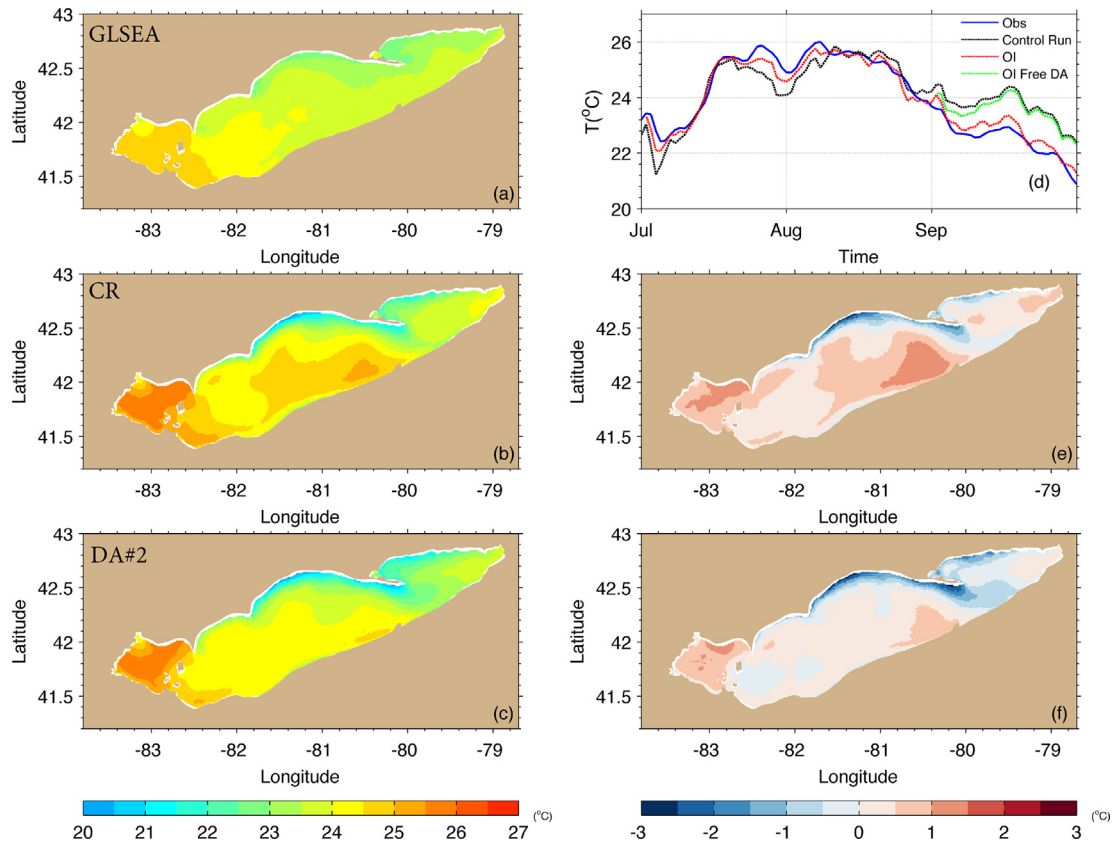 GLSEA
43
42.5
42
41.5
Latitude
(a)
-83 -82 -81 -80 -79
Longitude
26
24
22
20
T(°C)
Obs
Control Run
OI
OI Free DA
(d)
Jul Aug Sep
Time
CR
43
42.5
42
41.5
Latitude
(b)
-83 -82 -81 -80 -79
Longitude
43
42.5
42
41.5
Latitude
(e)
-83 -82 -81 -80 -79
Longitude
DA#2
43
42.5
42
41.5
Latitude
(c)
-83 -82 -81 -80 -79
Longitude
43
42.5
42
41.5
Latitude
(f)
-83 -82 -81 -80 -79
Longitude
20 21 22 23 24 25 26 27 (°C)
-3 -2 -1 0 1 2 3 (°C)